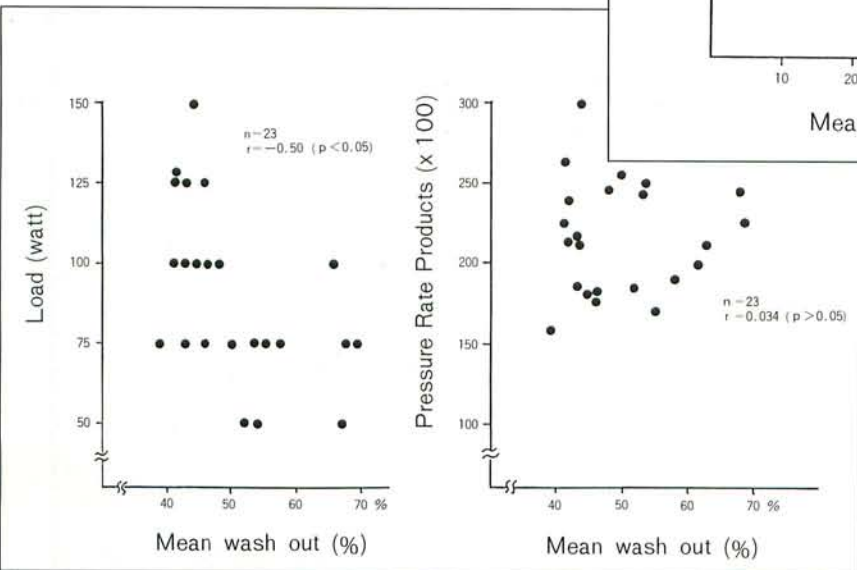 10
20
Mea
150
125
100
75
50
Load (watt)
n=23
r=-0.50 (p<0.05)
40
50
60
70 %
Mean wash out (%)
300
250
200
150
100
Pressure Rate Products (x 100)
n=23
r=0.034 (p>0.05)
40
50
60
70 %
Mean wash out (%)